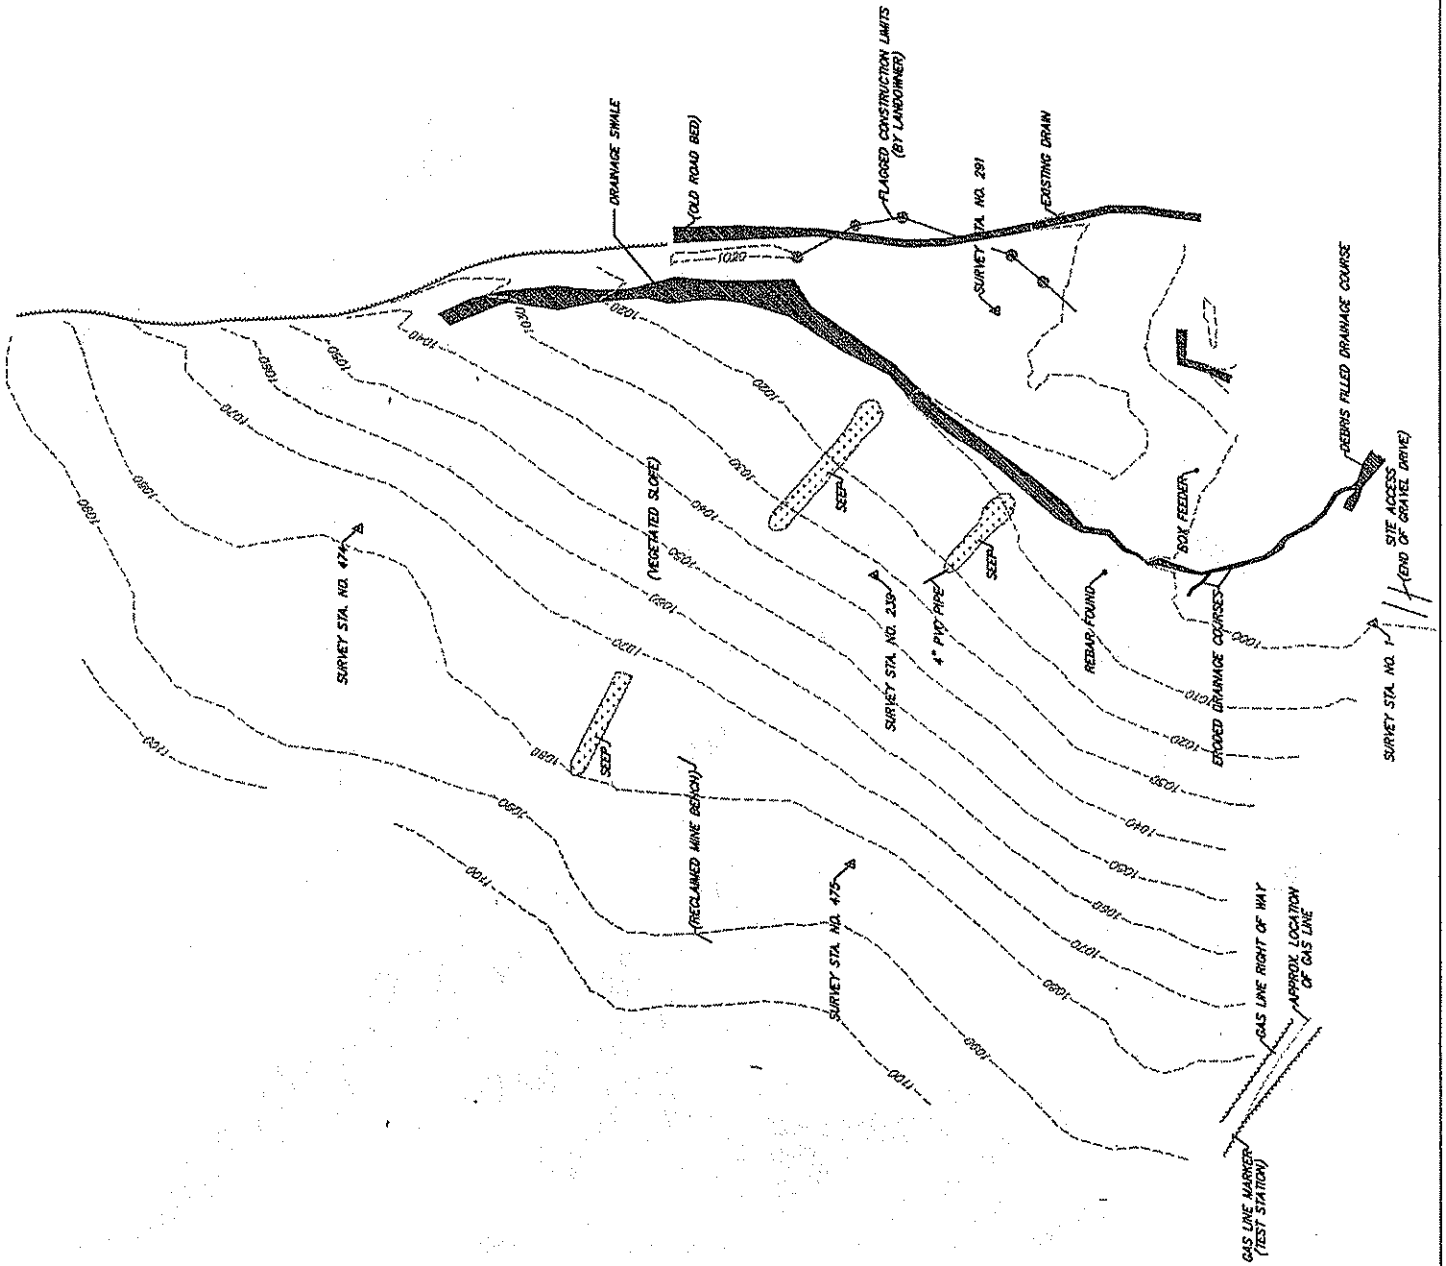 DRAINAGE SWALE
(OLD ROAD BED)
FLAGGED CONSTRUCTION LIMITS
(BY LANDOWNER)
SURVEY STA. NO. 291
EXISTING DRAIN
DEBRIS FILLED DRAINAGE COURSE
SITE ACCESS
(END OF GRAVEL DRIVE)
BOX FEEDER
REBAR FOUND
ERODED DRAINAGE COURSES
SURVEY STA. NO. 1
SEEP
SEEP
4" PVC PIPE
SURVEY STA. NO. 239
(VEGETATED SLOPE)
SURVEY STA. NO. 474
SEEP
(RECLAIMED MINE BENCH)
SURVEY STA. NO. 475
GAS LINE RIGHT OF WAY
APPROX. LOCATION
OF GAS LINE
GAS LINE MARKER
(TEST STATION)
1020
1020
1030
1040
1050
1060
1070
1080
1090
1100
1020
1030
1040
1050
1060
1070
1080
1090
1100
1000
1010
1020
1030
1040
1050
1060
1070
1080
1090
1100